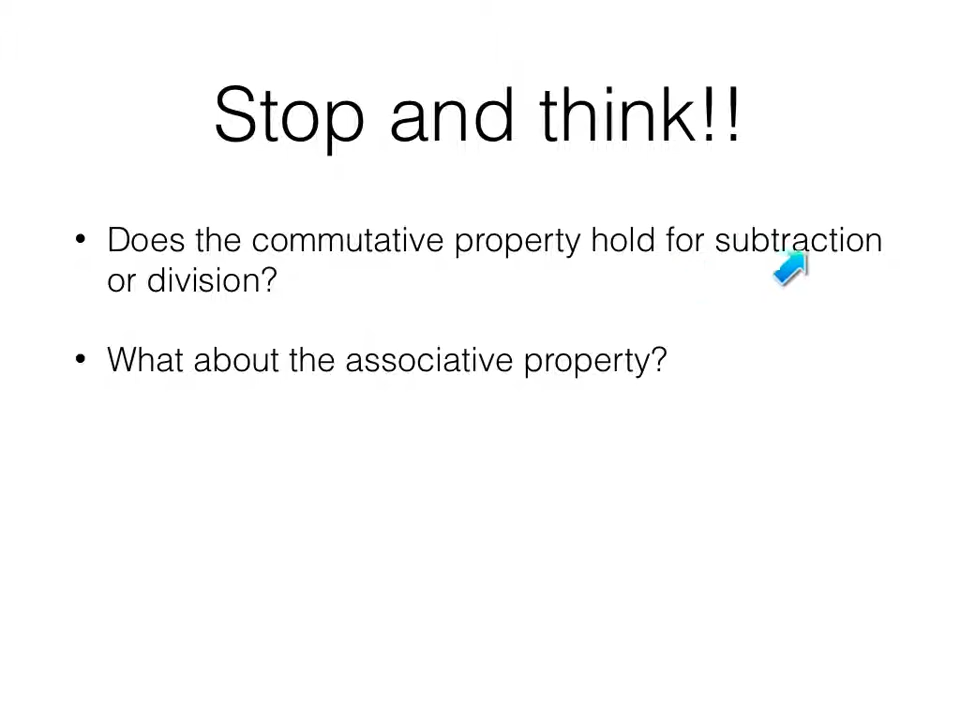 Stop and think!!
• Does the commutative property hold for subtraction
or division?
• What about the associative property?